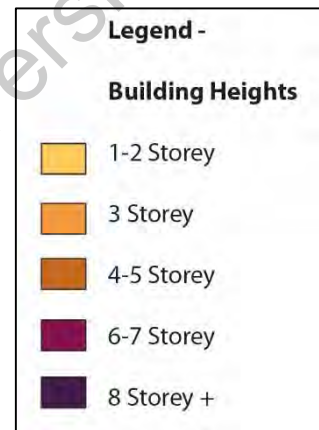 Legend -
Building Heights
1-2 Storey
3 Storey
4-5 Storey
6-7 Storey
8 Storey +